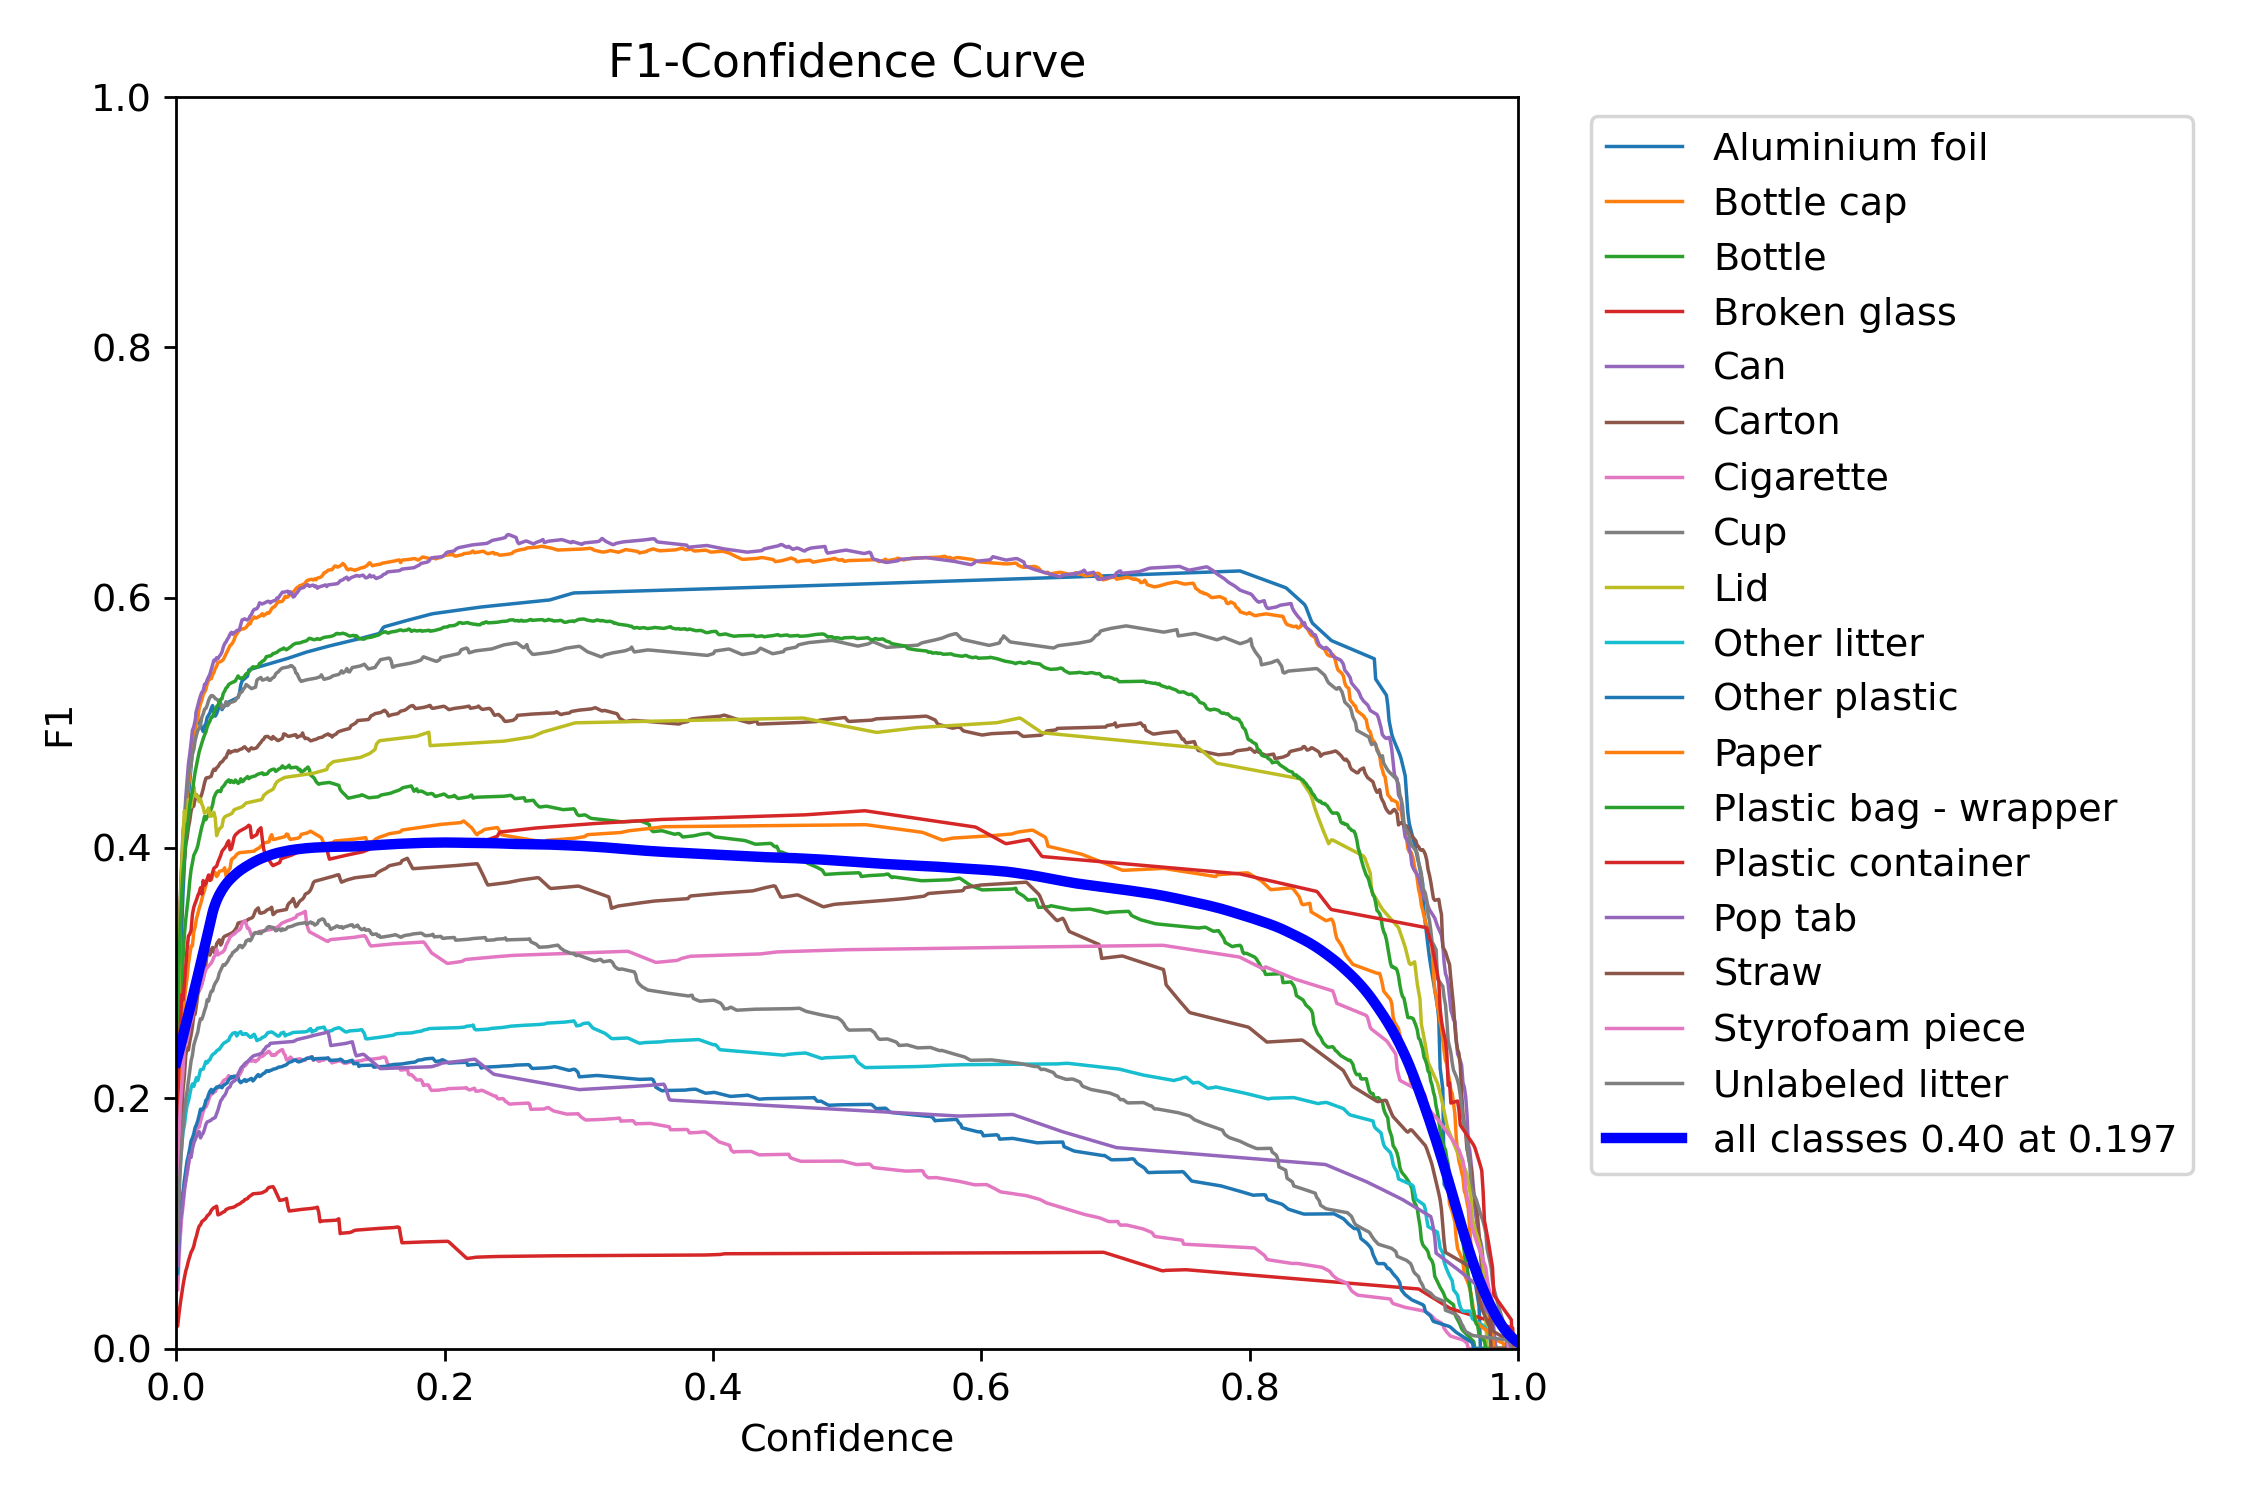 F1-Confidence Curve
1.0
0.8
0.6
0.4
0.2
0.0
F1
0.0 0.2 0.4 0.6 0.8 1.0
Confidence
Aluminium foil
Bottle cap
Bottle
Broken glass
Can
Carton
Cigarette
Cup
Lid
Other litter
Other plastic
Paper
Plastic bag - wrapper
Plastic container
Pop tab
Straw
Styrofoam piece
Unlabeled litter
all classes 0.40 at 0.197